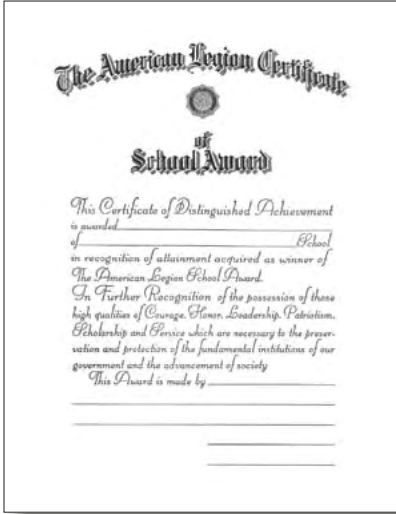 The American Legion Certificate
of
School Award
This Certificate of Distinguished Achievement
is awarded
of School
in recognition of attainment acquired as winner of
The American Legion School Award.
In Further Recognition of the possession of those
high qualities of Courage, Honor, Leadership, Patriotism,
Scholarship and Service which are necessary to the preser-
vation and protection of the fundamental institutions of our
government and the advancement of society
This Award is made by